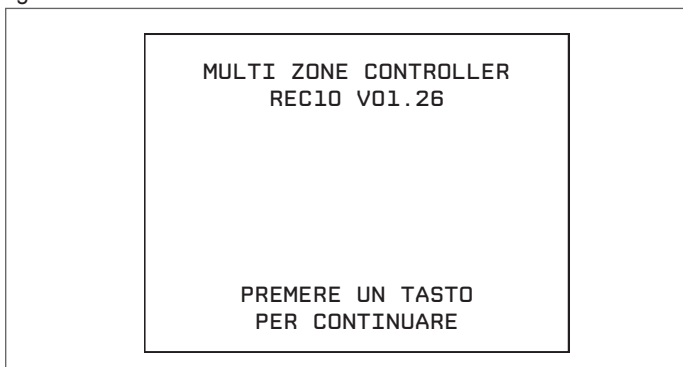 MULTI ZONE CONTROLLER
REC10 V01.26
PREMERE UN TASTO
PER CONTINUARE